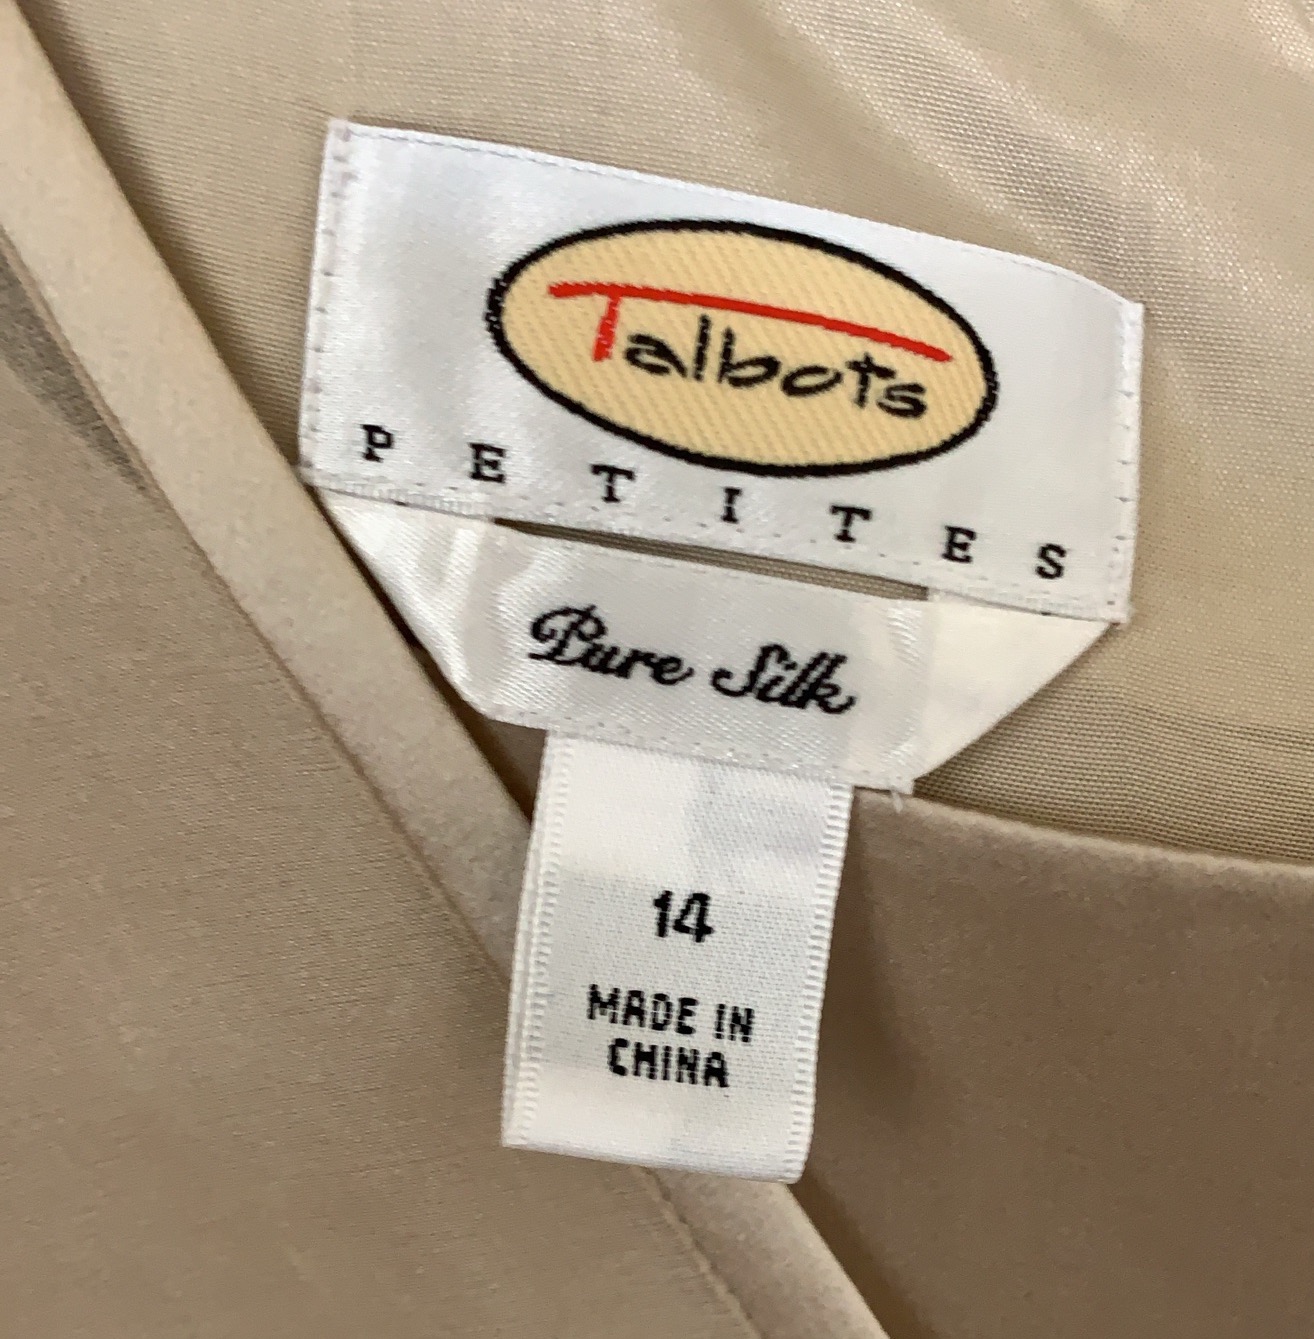 Talbots
PETITES
Pure Silk
14
MADE IN
CHINA